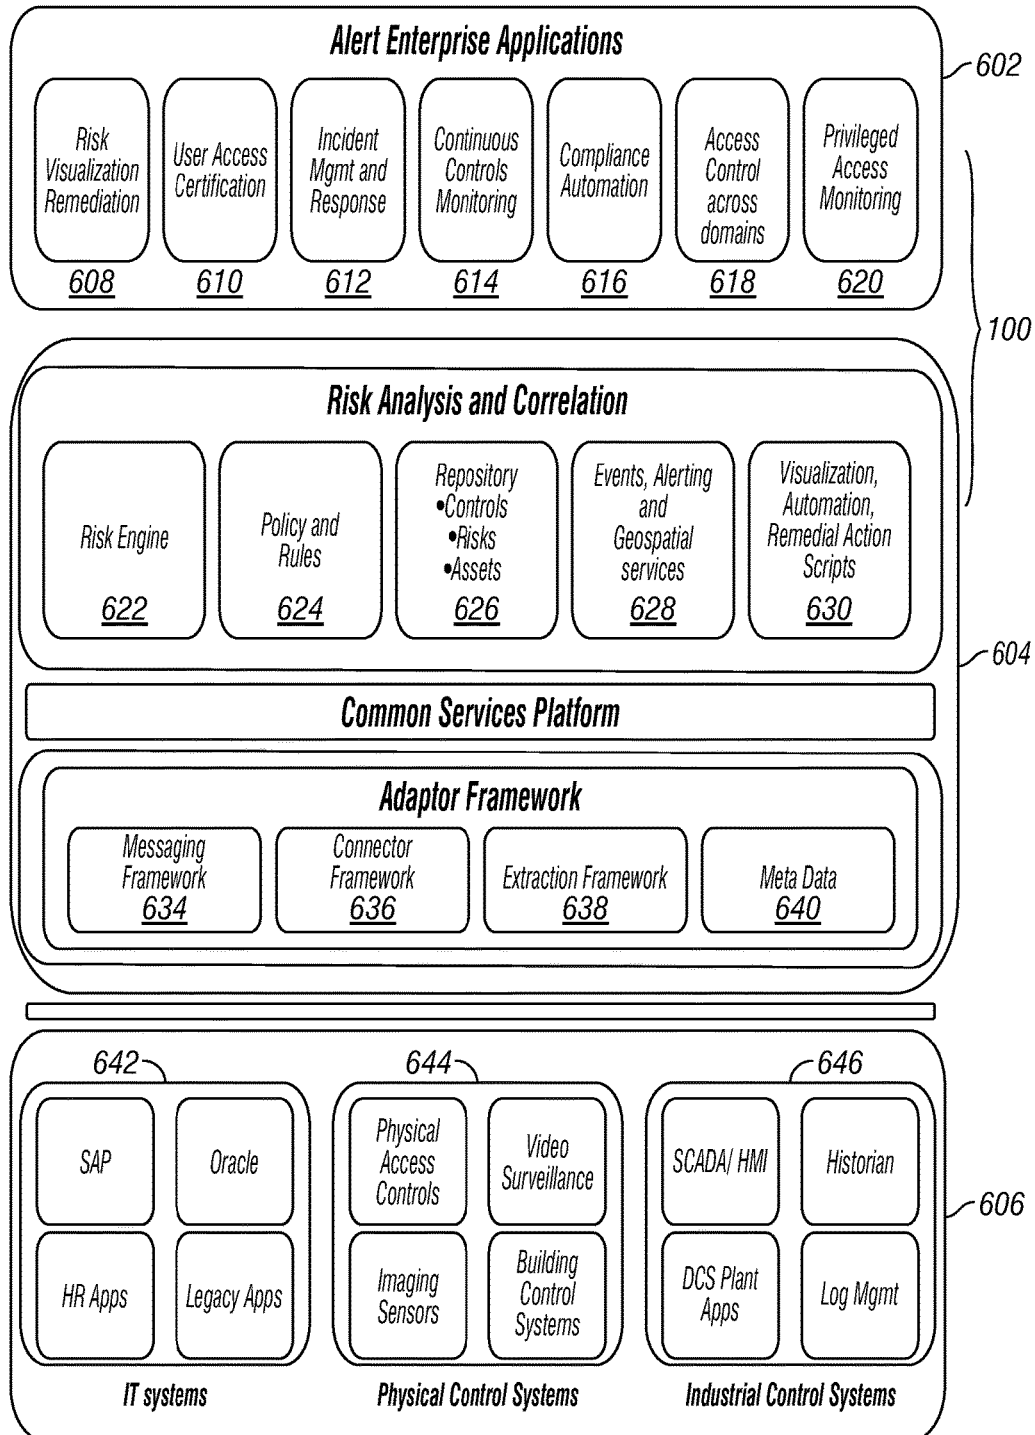 Alert Enterprise Applications
602
Risk
Visualization
Remediation
608
User Access
Certification
610
Incident
Mgmt and
Response
612
Continuous
Controls
Monitoring
614
Compliance
Automation
616
Access
Control
across
domains
618
Privileged
Access
Monitoring
620
100
Risk Analysis and Correlation
Risk Engine
622
Policy and
Rules
624
Repository
•Controls
•Risks
•Assets
626
Events, Alerting
and
Geospatial
services
628
Visualization,
Automation,
Remedial Action
Scripts
630
604
Common Services Platform
Adaptor Framework
Messaging
Framework
634
Connector
Framework
636
Extraction Framework
638
Meta Data
640
642
SAP
Oracle
HR Apps
Legacy Apps
IT systems
644
Physical
Access
Controls
Video
Surveillance
Imaging
Sensors
Building
Control
Systems
Physical Control Systems
646
SCADA/ HMI
Historian
DCS Plant
Apps
Log Mgmt
Industrial Control Systems
606